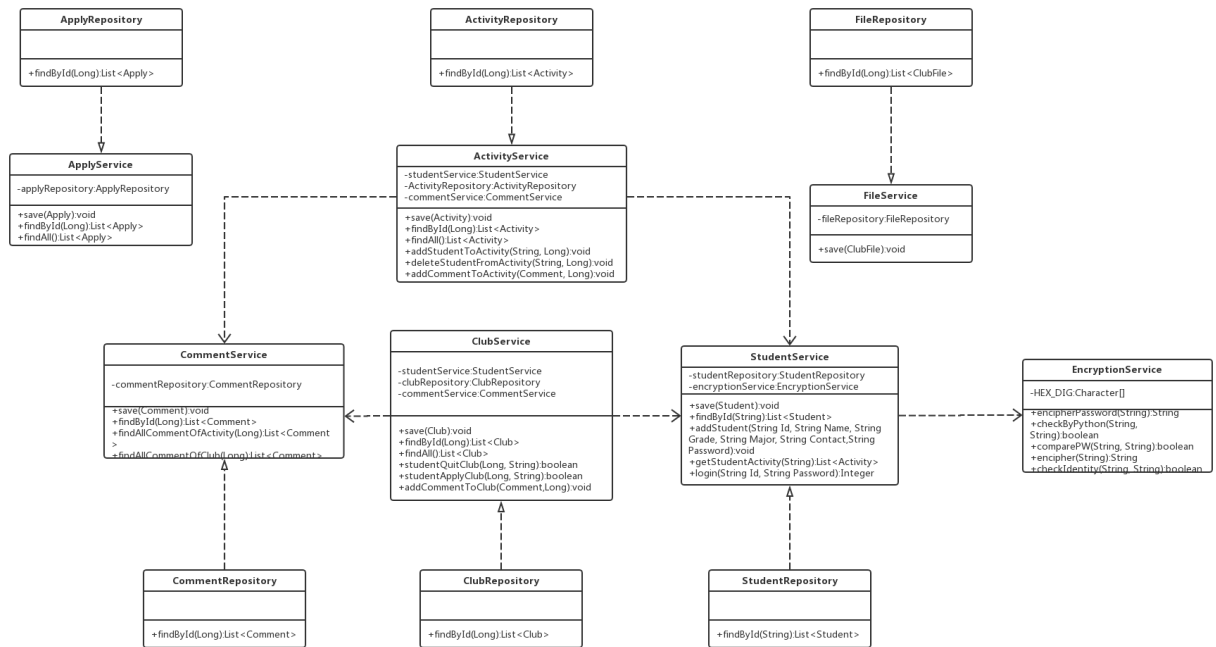 ApplyRepository
+findById(Long):List<Apply>
ActivityRepository
+findById(Long):List<Activity>
FileRepository
+findById(Long):List<ClubFile>
ApplyService
-applyRepository:ApplyRepository
+save(Apply):void
+findById(Long):List<Apply>
+findAll():List<Apply>
ActivityService
-studentService:StudentService
-ActivityRepository:ActivityRepository
-commentService:CommentService
+save(Activity):void
+findById(Long):List<Activity>
+findAll():List<Activity>
+addStudentToActivity(String, Long):void
+deleteStudentFromActivity(String, Long):void
+addCommentToActivity(Comment, Long):void
FileService
-fileRepository:FileRepository
+save(ClubFile):void
CommentService
-commentRepository:CommentRepository
+save(Comment):void
+findById(Long):List<Comment>
+findAllCommentOfActivity(Long):List<Comment
>
+findAllCommentOfClub(Long):List<Comment>
ClubService
-studentService:StudentService
-clubRepository:ClubRepository
-commentService:CommentService
+save(Club):void
+findById(Long):List<Club>
+findAll():List<Club>
+studentQuitClub(Long, String):boolean
+studentApplyClub(Long, String):boolean
+addCommentToClub(Comment,Long):void
StudentService
-studentRepository:StudentRepository
-encryptionService:EncryptionService
+save(Student):void
+findById(String):List<Student>
+addStudent(String Id, String Name, String
Grade, String Major, String Contact,String
Password):void
+getStudentActivity(String):List<Activity>
+login(String Id, String Password):Integer
EncryptionService
-HEX_DIG:Character[]
+encipherPassword(String):String
+checkByPython(String,
String):boolean
+comparePW(String, String):boolean
+encipher(String):String
+checkIdentity(String, String):boolean
CommentRepository
+findById(Long):List<Comment>
ClubRepository
+findById(Long):List<Club>
StudentRepository
+findById(String):List<Student>